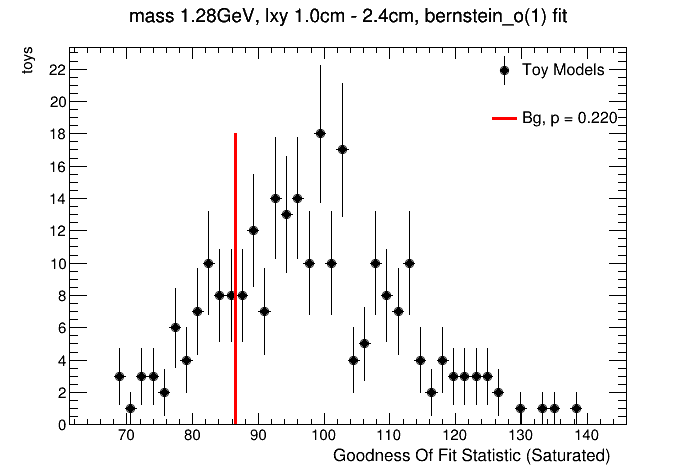 mass 1.28GeV, lxy 1.0cm - 2.4cm, bernstein_o(1) fit
toys
Toy Models
Bg, p = 0.220
22
20
18
16
14
12
10
8
6
4
2
0
70 80 90 100 110 120 130 140
Goodness Of Fit Statistic (Saturated)